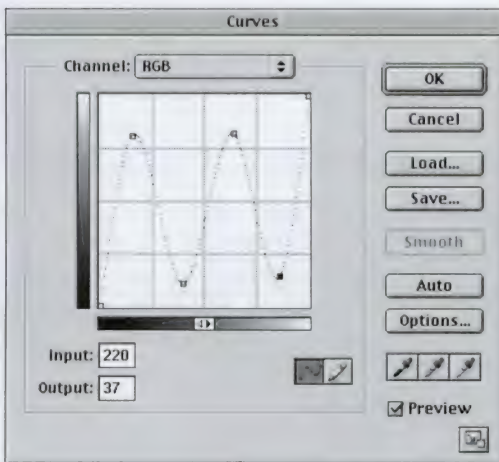 Curves
Channel: RGB
OK
Cancel
Load...
Save...
Smooth
Auto
Options...
Input: 220
Output: 37
Preview